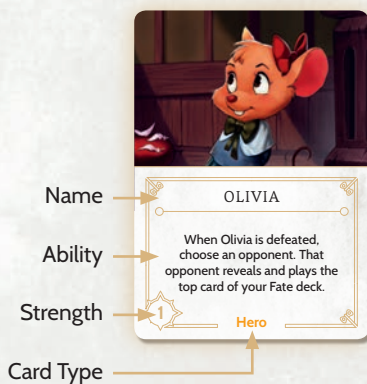 Name
OLIVIA
Ability
When Olivia is defeated,
choose an opponent. That
opponent reveals and plays the
top card of your Fate deck.
Strength
1
Hero
Card Type